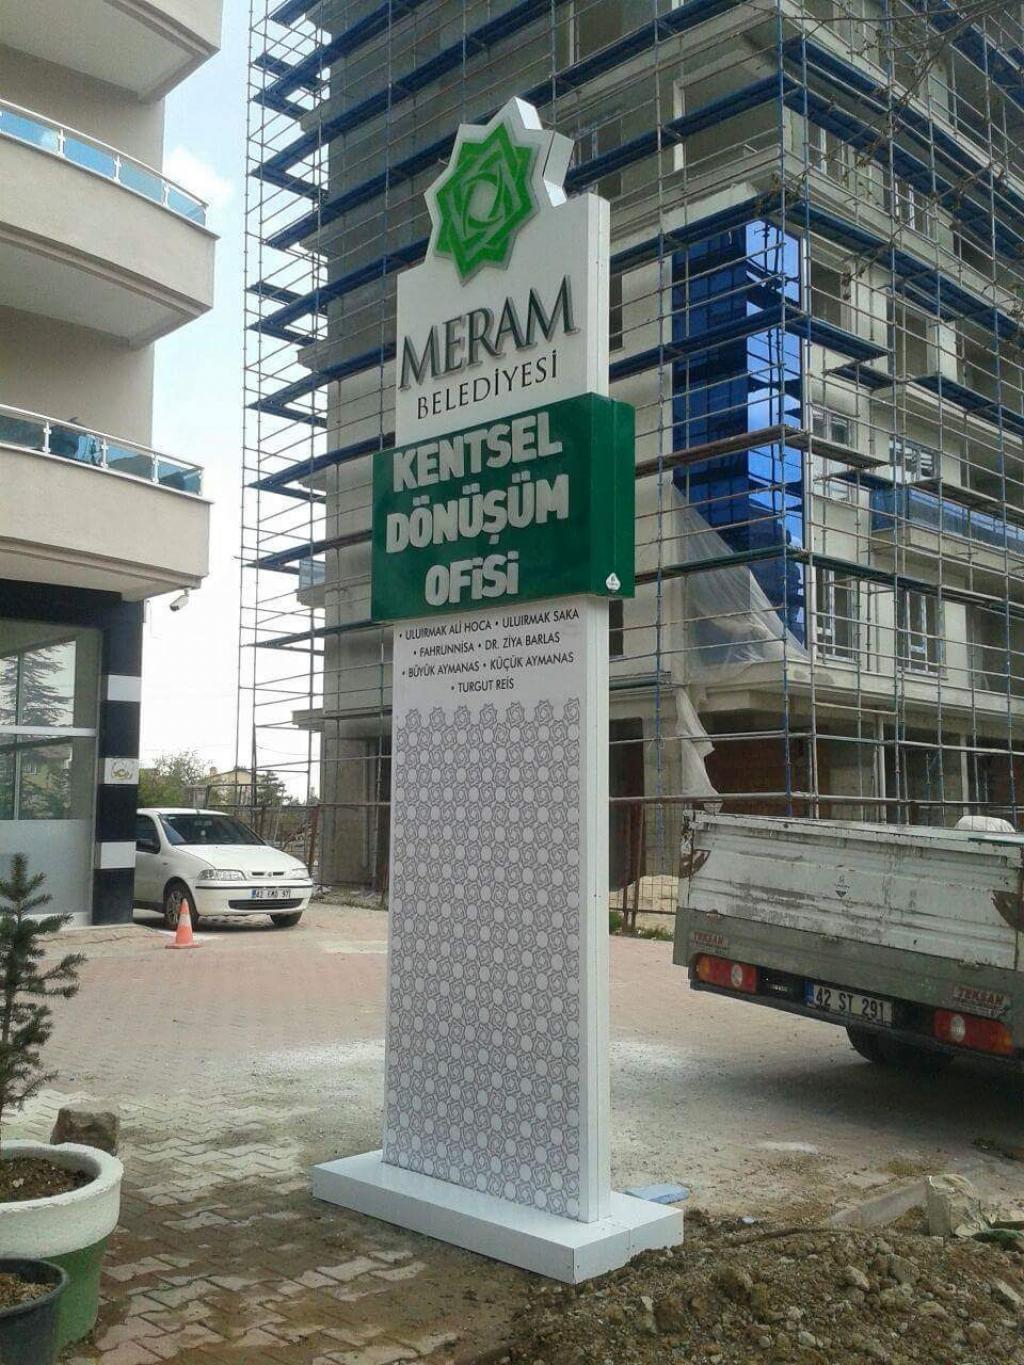 MERAM
BELEDİYESİ
KENTSEL
DÖNÜŞÜM
OFİSİ
• ULUIRMAK ALİ HOCA • ULUIRMAK SAKA
• FAHRUNNİSA • DR. ZİYA BARLAS
• BÜYÜK AYMANAS • KÜÇÜK AYMANAS
• TURGUT REİS
TEKSAN
42 ST 291
TEKSAN